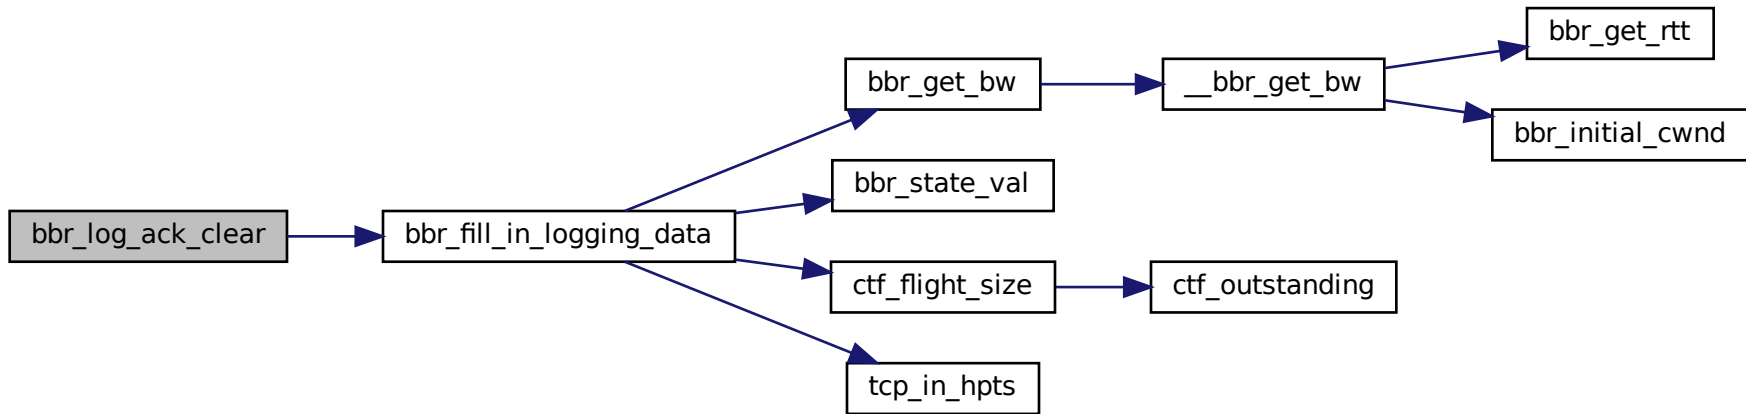 bbr_log_ack_clear
bbr_fill_in_logging_data
bbr_get_bw
__bbr_get_bw
bbr_get_rtt
bbr_initial_cwnd
bbr_state_val
ctf_flight_size
ctf_outstanding
tcp_in_hpts